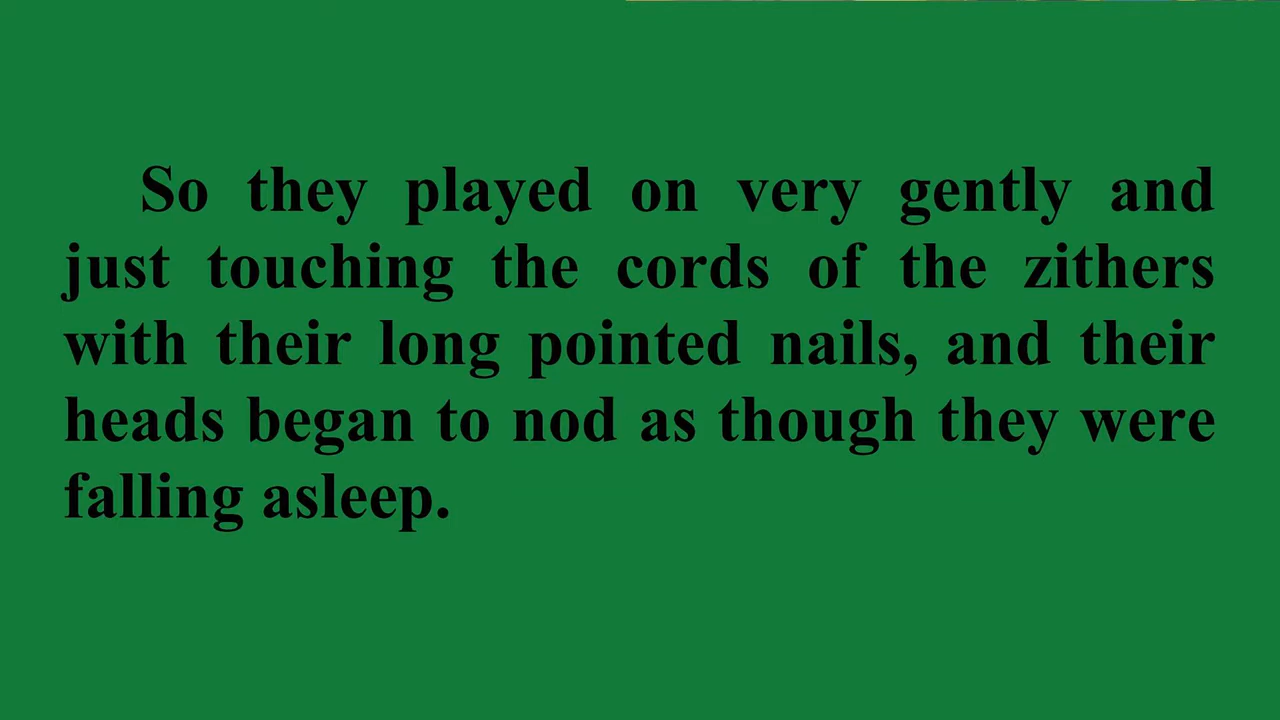 So they played on very gently and
just touching the cords of the zithers
with their long pointed nails, and their
heads began to nod as though they were
falling asleep.